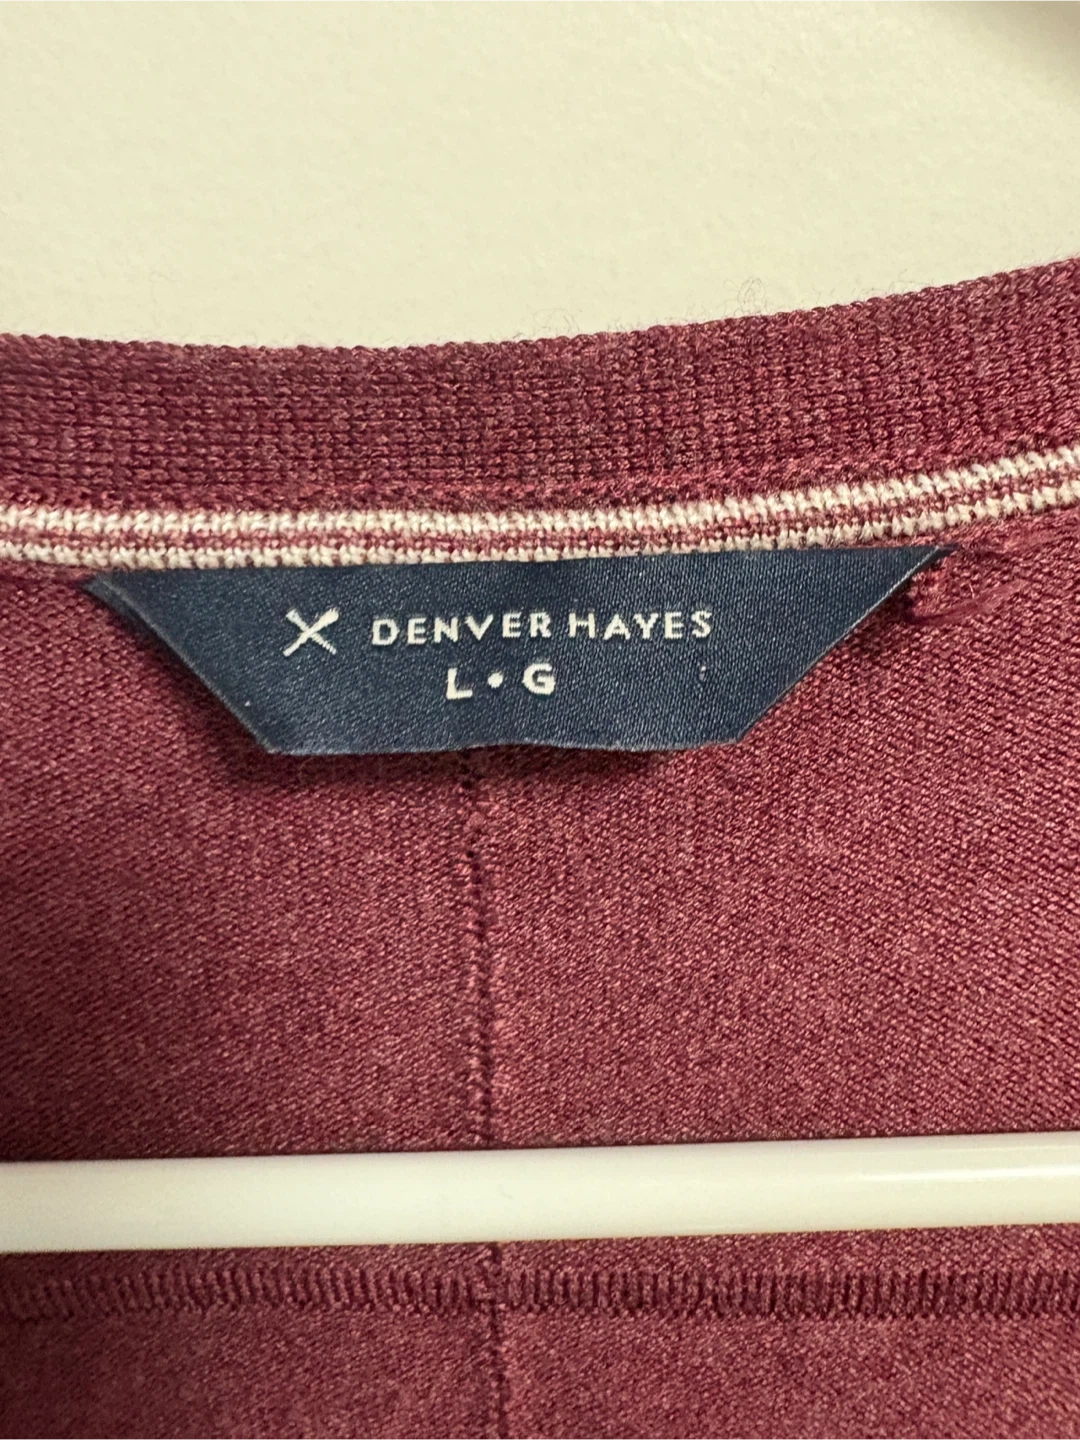 DENVER HAYES
L • G